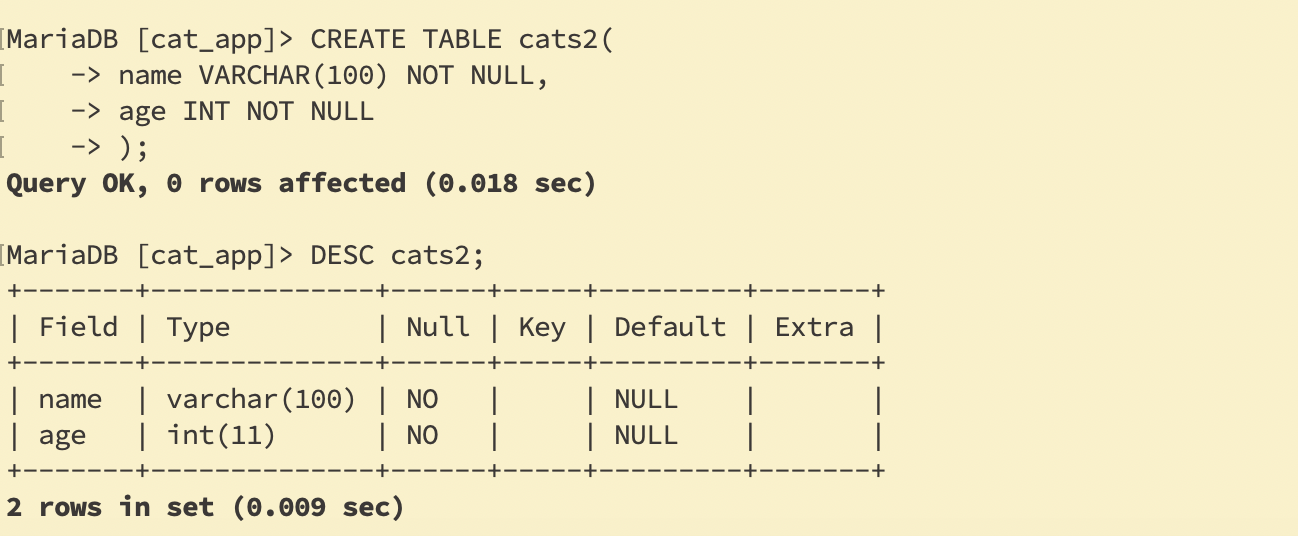 MariaDB [cat_app]> CREATE TABLE cats2(
    -> name VARCHAR(100) NOT NULL,
    -> age INT NOT NULL
    -> );
Query OK, 0 rows affected (0.018 sec)

MariaDB [cat_app]> DESC cats2;
+-------+--------------+------+-----+---------+-------+
| Field | Type         | Null | Key | Default | Extra |
+-------+--------------+------+-----+---------+-------+
| name  | varchar(100) | NO   |     | NULL    |       |
| age   | int(11)      | NO   |     | NULL    |       |
+-------+--------------+------+-----+---------+-------+
2 rows in set (0.009 sec)